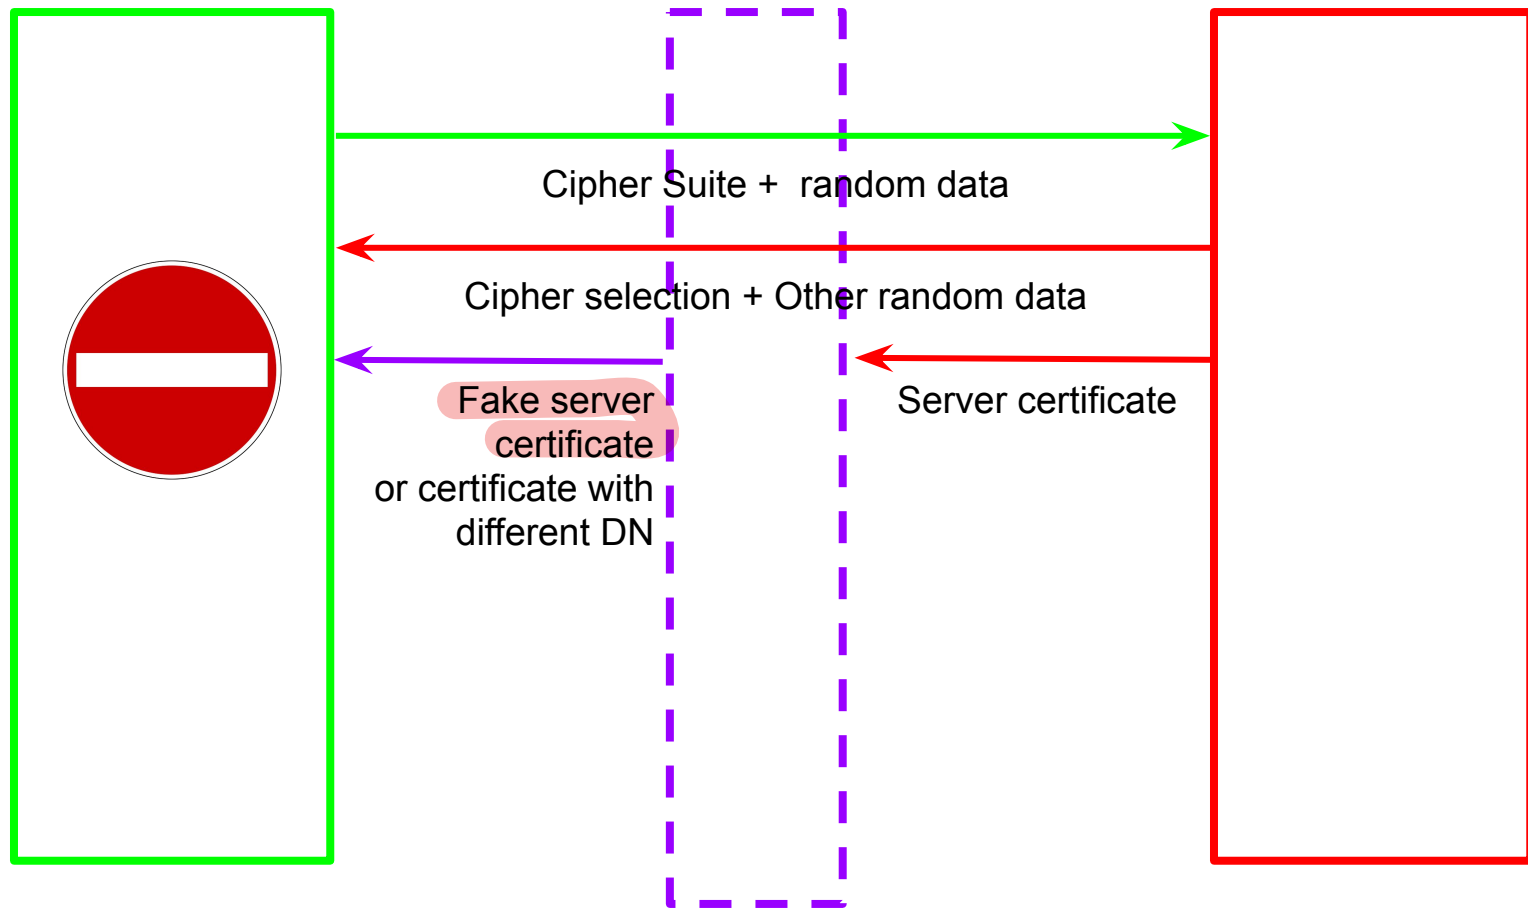 Cipher Suite + random data
Cipher selection + Other random data
Fake server
certificate
or certificate with
different DN
Server certificate